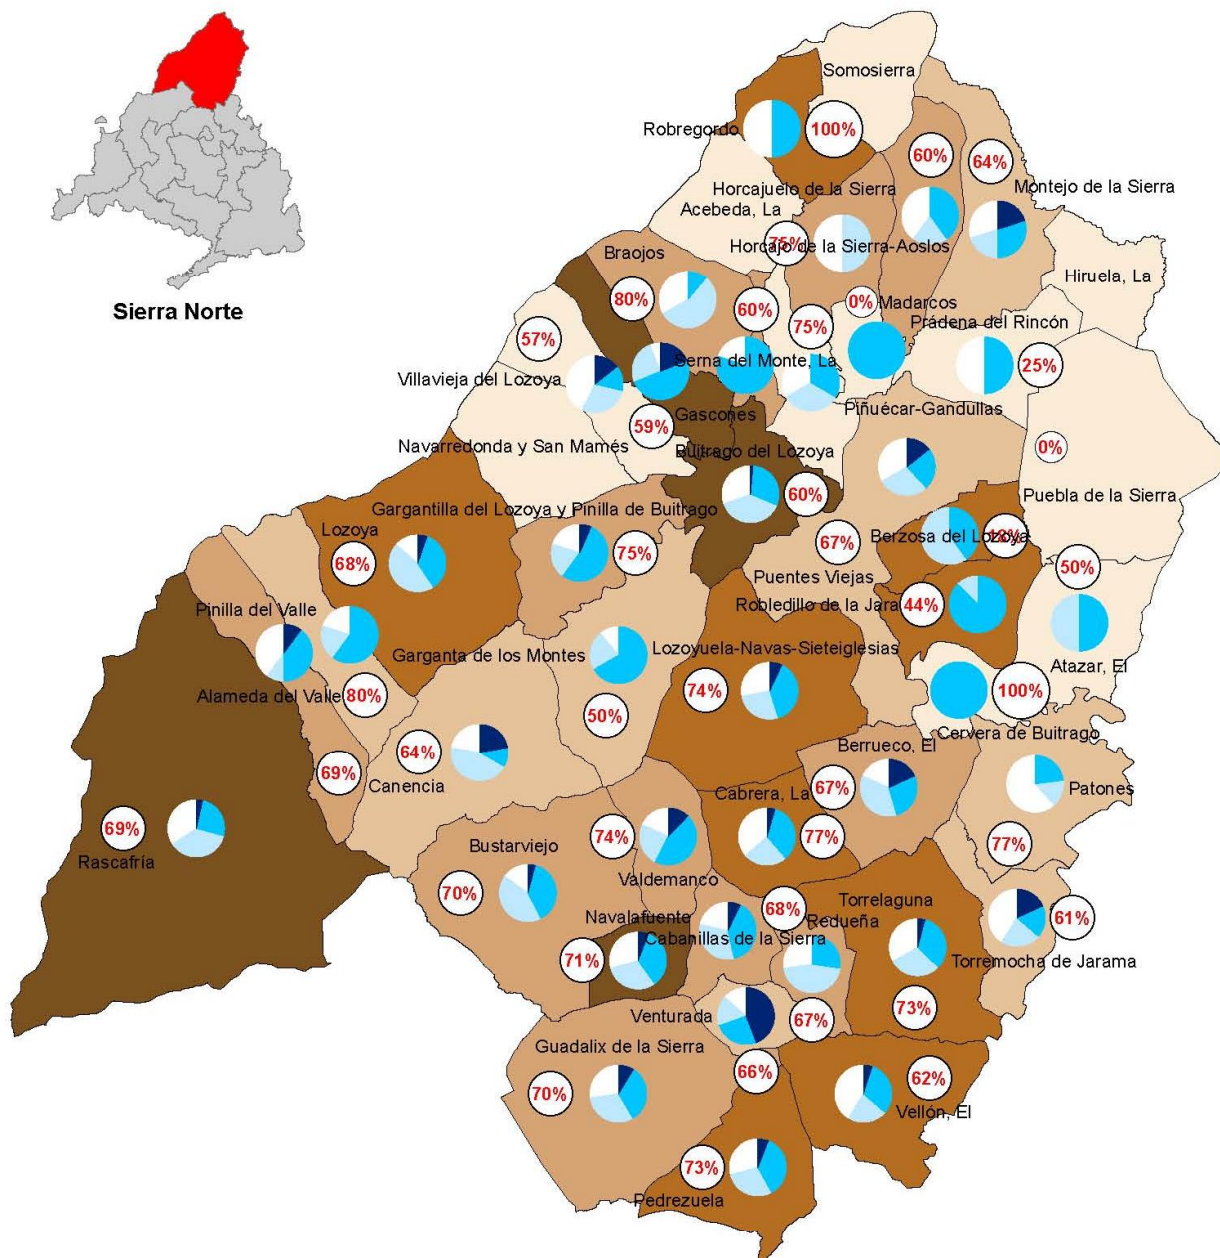 Somosierra
Robregordo
100%
60%
64%
Horcajuelo de la Sierra
Montejo de la Sierra
Acebeda, La
75%
Horcajo de la Sierra-Aoslos
Braojos
Hiruela, La
80%
60%
75%
0%
Madarcos
Sierra Norte
57%
Prádena del Rincón
Serna del Monte, La
25%
Villavieja del Lozoya
Gascones
Piñuécar-Gandullas
59%
Navarredonda y San Mamés
Buitrago del Lozoya
0%
60%
Puebla de la Sierra
Gargantilla del Lozoya y Pinilla de Buitrago
Lozoya
68%
75%
67%
Berzosa del Lozoya
50%
Puentes Viejas
Pinilla del Valle
Robledillo de la Jara
44%
Garganta de los Montes
Lozoyuela-Navas-Sieteiglesias
Atazar, El
Alameda del Valle
80%
74%
100%
50%
64%
Cervera de Buitrago
Berrueco, El
69%
Canencia
67%
Patones
Cabrera, La
69%
74%
77%
77%
Rascafría
Bustarviejo
Valdemanco
70%
Torrelaguna
68%
Redueña
61%
Navalafuente
Cabanillas de la Sierra
71%
Torremocha de Jarama
73%
Venturada
67%
Guadalix de la Sierra
66%
62%
70%
Vellón, El
73%
Pedrezuela